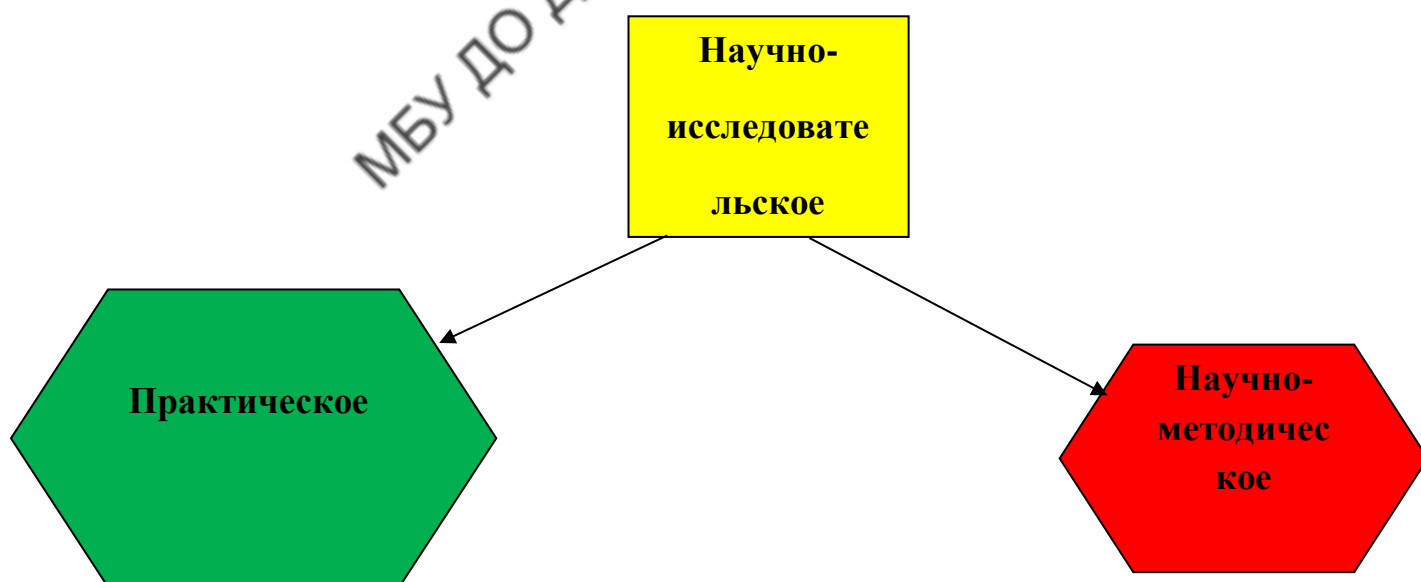 МБУ ДО
Научно-
исследовате
льское
Практическое
Научно-
методичес
кое